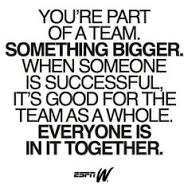 YOU'RE PART
OF A TEAM.
SOMETHING BIGGER.
WHEN SOMEONE
IS SUCCESSFUL,
IT'S GOOD FOR THE
TEAM AS A WHOLE.
EVERYONE IS
IN IT TOGETHER.
ESPN W